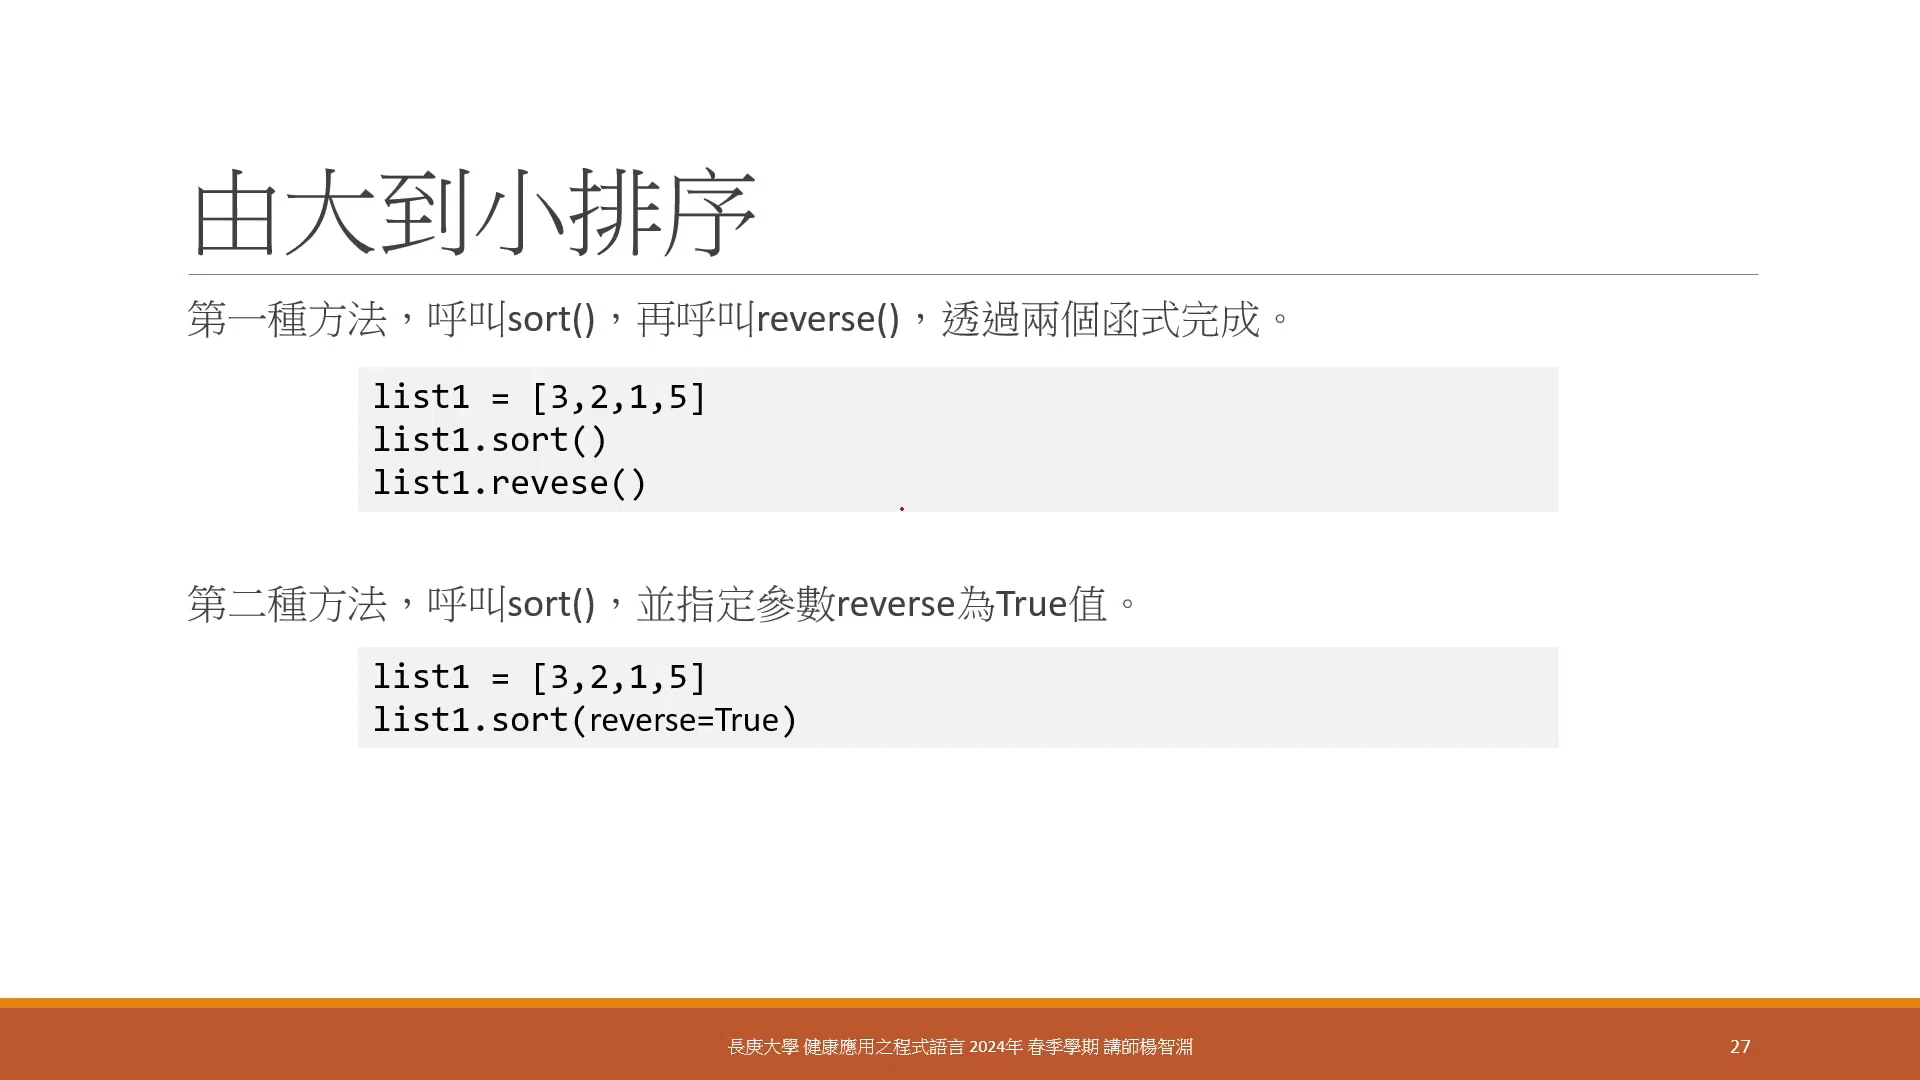 由大到小排序
第一種方法，呼叫sort()，再呼叫reverse()，透過兩個函式完成。
list1 = [3,2,1,5]
list1.sort()
list1.revese()
第二種方法，呼叫sort()，並指定參數reverse為True值。
list1 = [3,2,1,5]
list1.sort(reverse=True)
長庚大學 健康應用之程式語言 2024年 春季學期 講師楊智淵
27